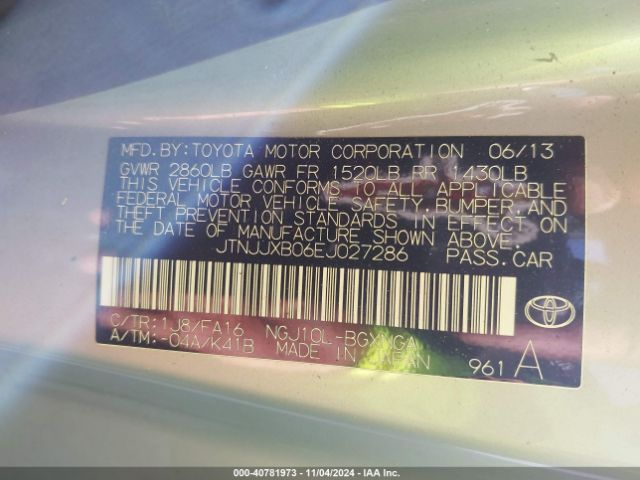 MFD. BY: TOYOTA MOTOR CORPORATION 06/13
GVWR 2860LB GAWR FR 1520LB RR 1430LB
THIS VEHICLE CONFORMS TO ALL APPLICABLE
FEDERAL MOTOR VEHICLE SAFETY, BUMPER, AND
THEFT PREVENTION STANDARDS IN EFFECT ON
THE DATE OF MANUFACTURE SHOWN ABOVE.
JTNJJXB06EJ027286 PASS.CAR
C/TR: 1J8/FA16 NGJ10L-BGXNGA
A/TM: -04A/K41B MADE IN JAPAN
TOYOTA
961 A
000-40781973 - 11/04/2024 - IAA Inc.